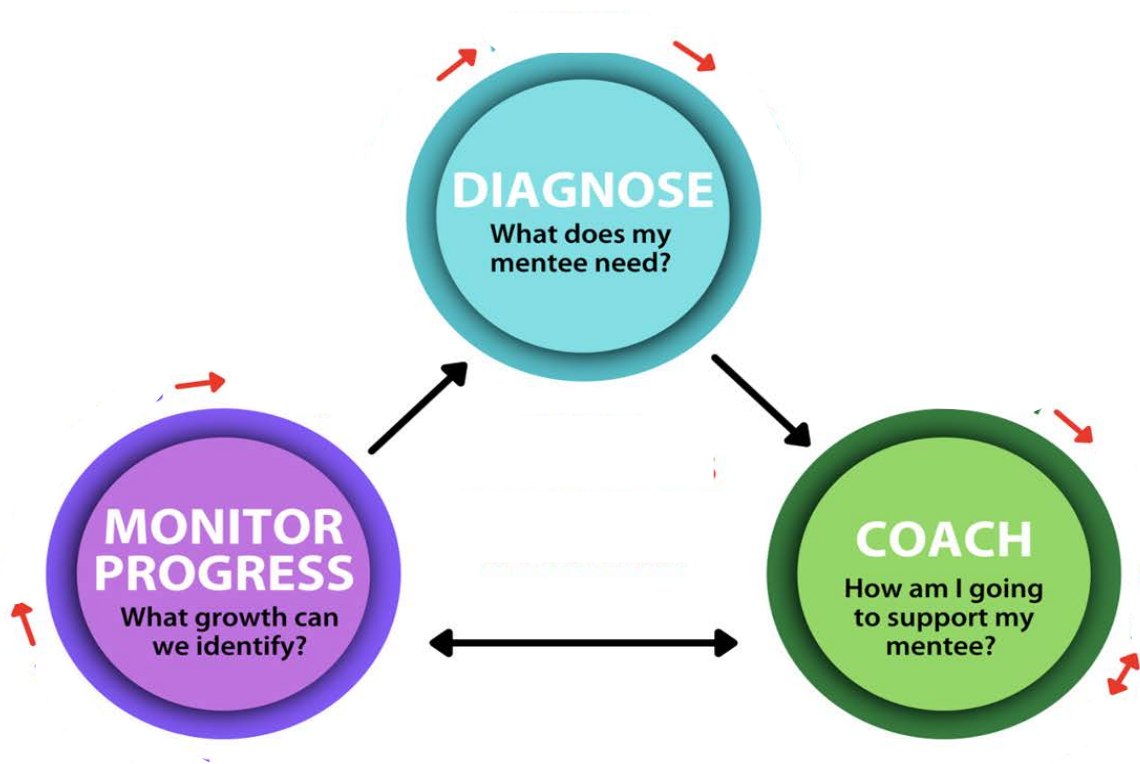 DIAGNOSE
What does my
mentee need?
MONITOR
PROGRESS
What growth can
we identify?
COACH
How am I going
to support my
mentee?